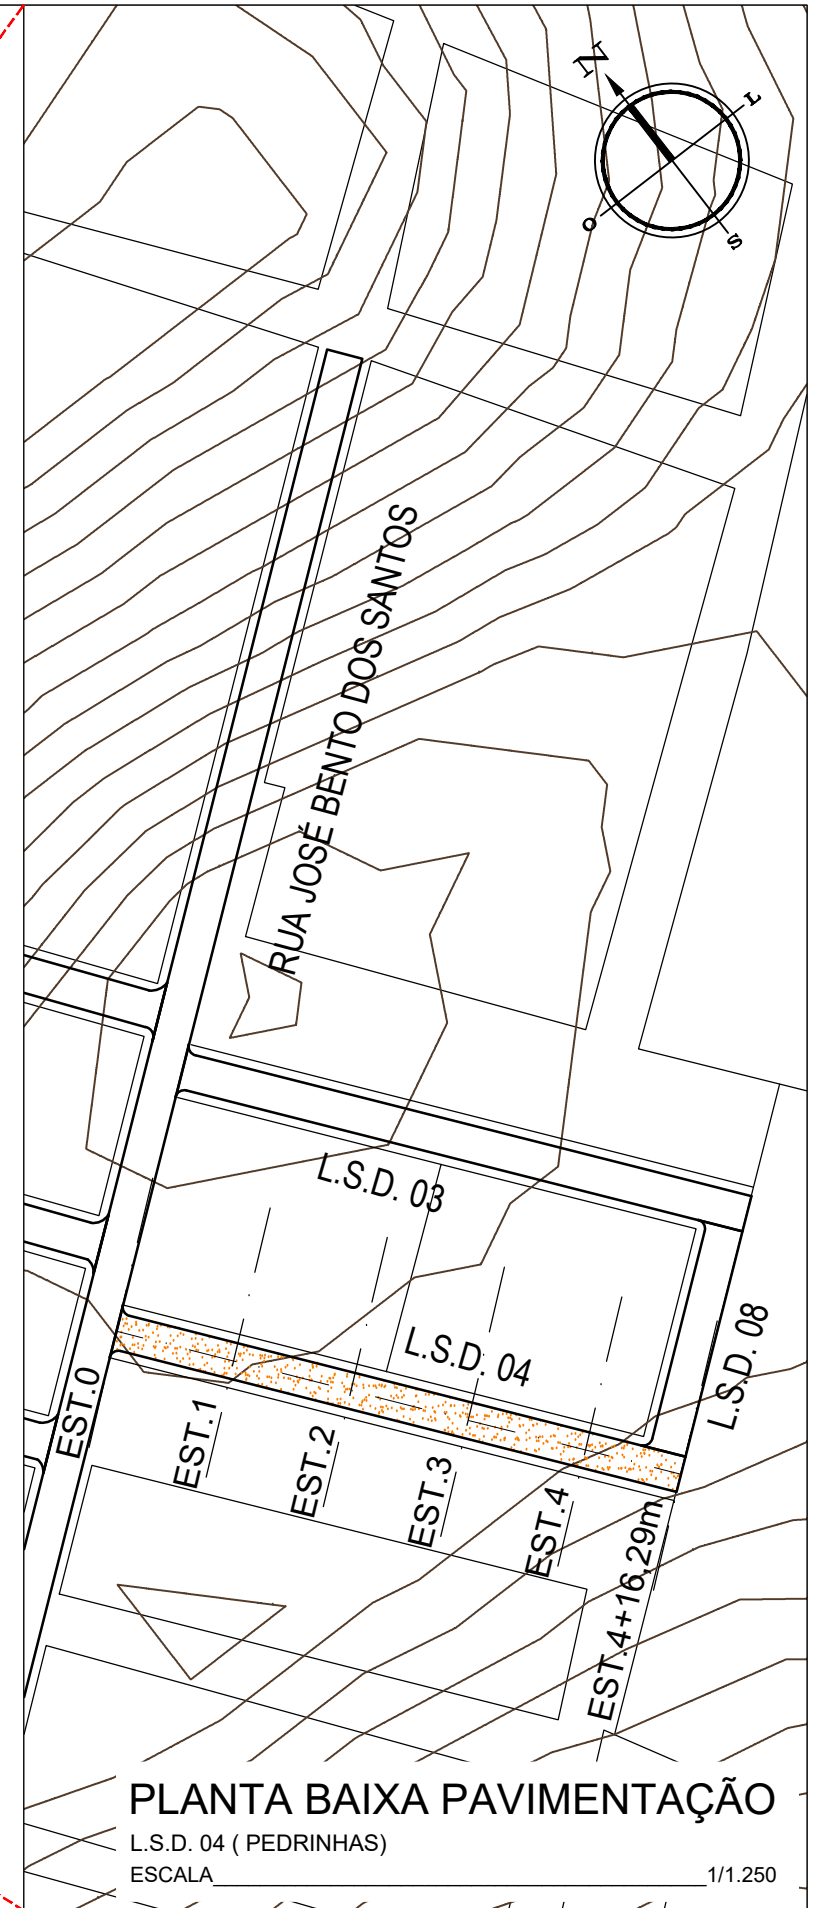 N
L
O
S
RUA JOSÉ BENTO DOS SANTOS
L.S.D. 03
L.S.D. 04
L.S.D. 08
EST.0
EST.1
EST.2
EST.3
EST.4
EST.4+16,29m
PLANTA BAIXA PAVIMENTAÇÃO
L.S.D. 04 ( PEDRINHAS)
ESCALA 1/1.250